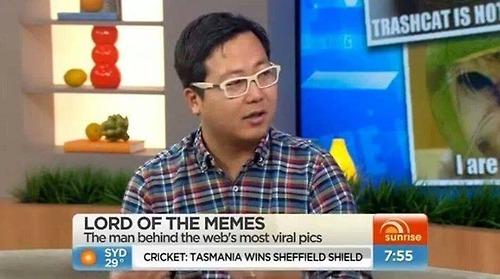 TRASHCAT IS NOT
I are
LORD OF THE MEMES
The man behind the web's most viral pics
sunrise
SYD
29°
CRICKET: TASMANIA WINS SHEFFIELD SHIELD
7:55